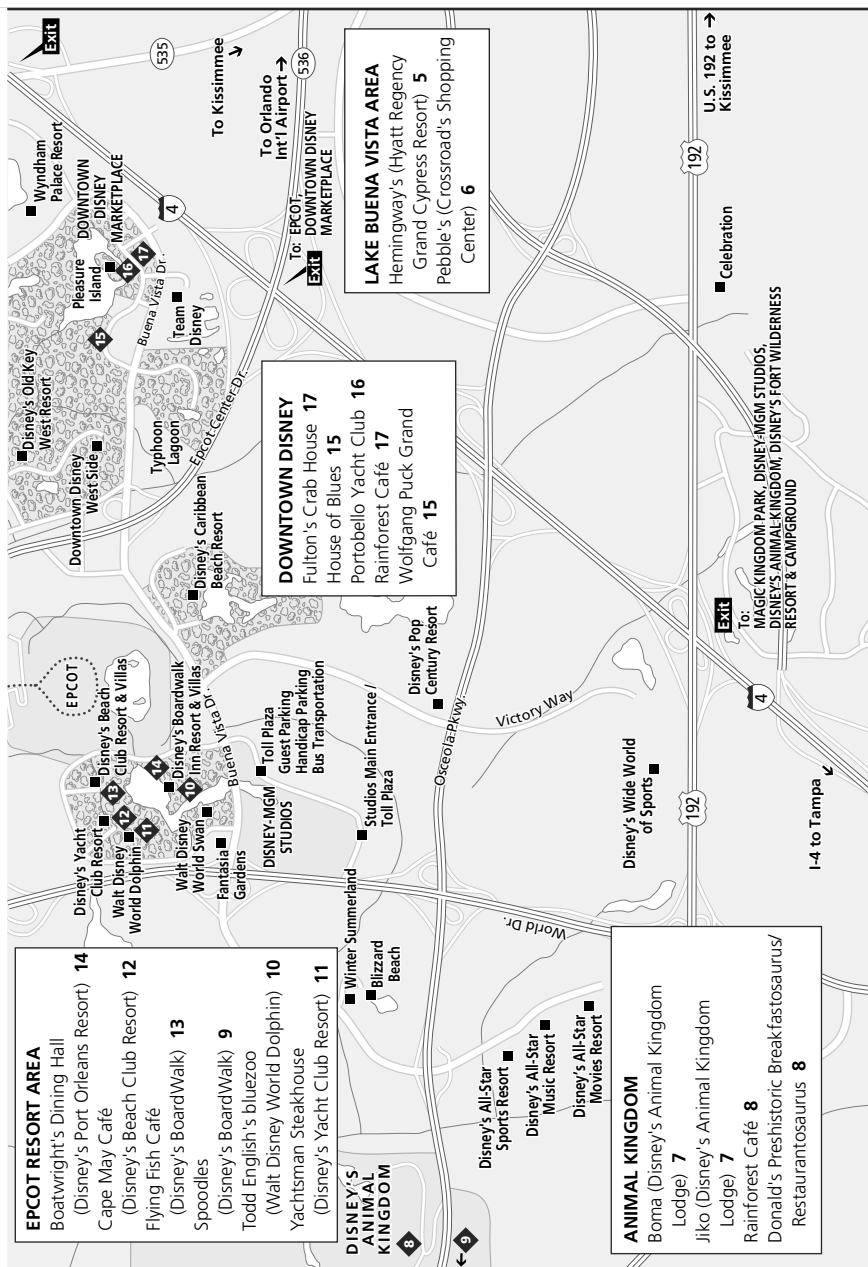 EPCOT RESORT AREA
Boatwright's Dining Hall
(Disney's Port Orleans Resort) 14
Cape May Café
(Disney's Beach Club Resort) 12
Flying Fish Café
(Disney's BoardWalk) 13
Spoodles
(Disney's BoardWalk) 9
Todd English's bluezoo
(Walt Disney World Dolphin) 10
Yachtsman Steakhouse
(Disney's Yacht Club Resort) 11
DOWNTOWN DISNEY
Fulton's Crab House 17
House of Blues 15
Portobello Yacht Club 16
Rainforest Café 17
Wolfgang Puck Grand
Café 15
LAKE BUENA VISTA AREA
Hemingway's (Hyatt Regency
Grand Cypress Resort) 5
Pebble's (Crossroad's Shopping
Center) 6
ANIMAL KINGDOM
Boma (Disney's Animal Kingdom
Lodge) 7
Jiko (Disney's Animal Kingdom
Lodge) 7
Rainforest Café 8
Donald's Preshistoric Breakfastosaurus/
Restaurantosaurus 8
EPCOT
Disney's Beach
Club Resort & Villas
13
14
Disney's Boardwalk
Inn Resort & Villas
10
Disney's Yacht
Club Resort
12
Walt Disney
World Dolphin
11
Walt Disney
World Swan
Buena Vista Dr.
Fantasia
Gardens
DISNEY-MGM
STUDIOS
Toll Plaza
Guest Parking
Handicap Parking
Bus Transportation
Studios Main Entrance /
Toll Plaza
Winter Summerland
Blizzard
Beach
World Dr.
Disney's Old Key
West Resort
Downtown Disney
West Side
15
Pleasure
Island
16
17
DOWNTOWN
DISNEY
MARKETPLACE
Wyndham
Palace Resort
Buena Vista Dr.
Team
Disney
Typhoon
Lagoon
Epcot Center Dr.
Disney's Caribbean
Beach Resort
Exit
535
To Kissimmee
To Orlando
Int'l Airport
536
4
To: EPCOT,
DOWNTOWN DISNEY
MARKETPLACE
Exit
Disney's Pop
Century Resort
Osceola Pkwy.
Victory Way
Disney's Wide World
of Sports
DISNEY'S
ANIMAL
KINGDOM
8
9
Disney's All-Star
Sports Resort
Disney's All-Star
Music Resort
Disney's All-Star
Movies Resort
192
192
U.S. 192 to
Kissimmee
Celebration
Exit
To:
MAGIC KINGDOM PARK, DISNEY-MGM STUDIOS,
DISNEY'S ANIMAL KINGDOM, DISNEY'S FORT WILDERNESS
RESORT & CAMPGROUND
4
I-4 to Tampa